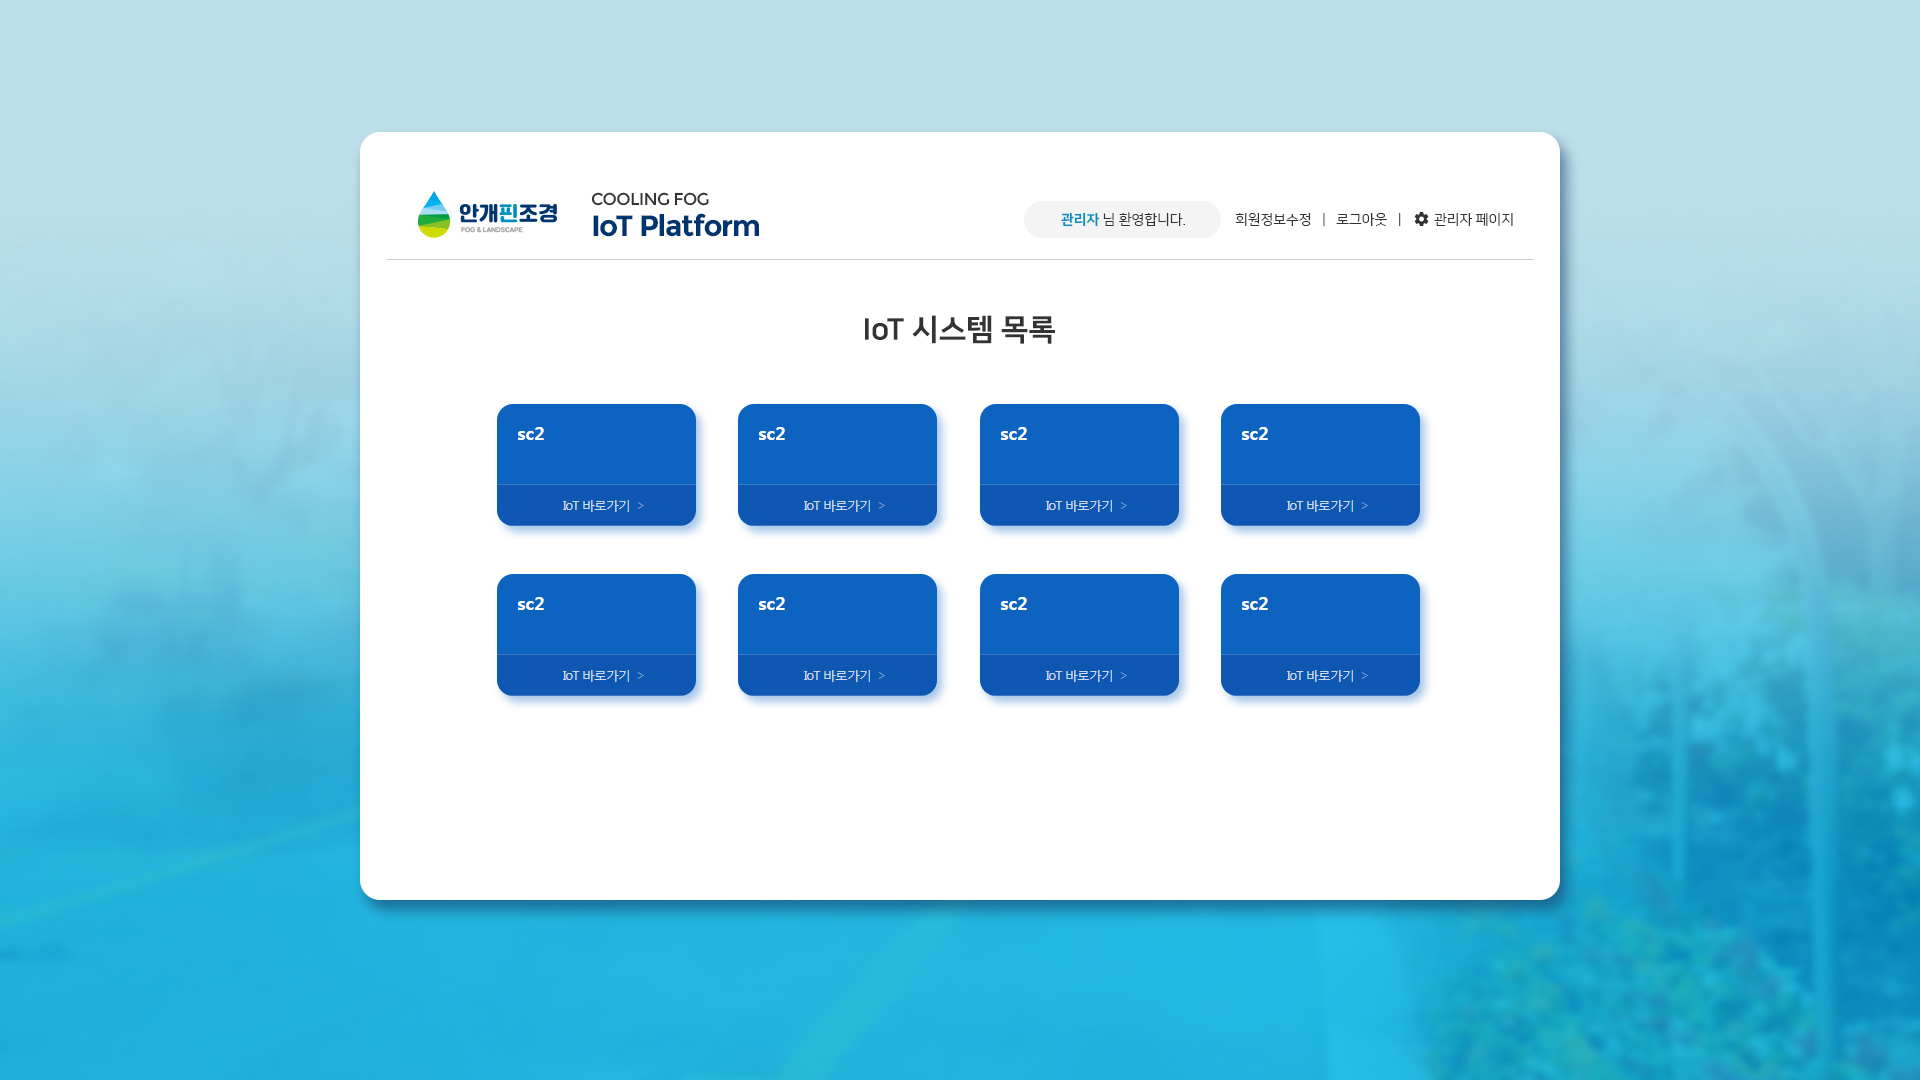 안개핀조경
FOG & LANDSCAPE
COOLING FOG
IoT Platform
관리자 님 환영합니다.
회원정보수정 | 로그아웃 | 관리자 페이지
IoT 시스템 목록
sc2
IoT 바로가기 >
sc2
IoT 바로가기 >
sc2
IoT 바로가기 >
sc2
IoT 바로가기 >
sc2
IoT 바로가기 >
sc2
IoT 바로가기 >
sc2
IoT 바로가기 >
sc2
IoT 바로가기 >